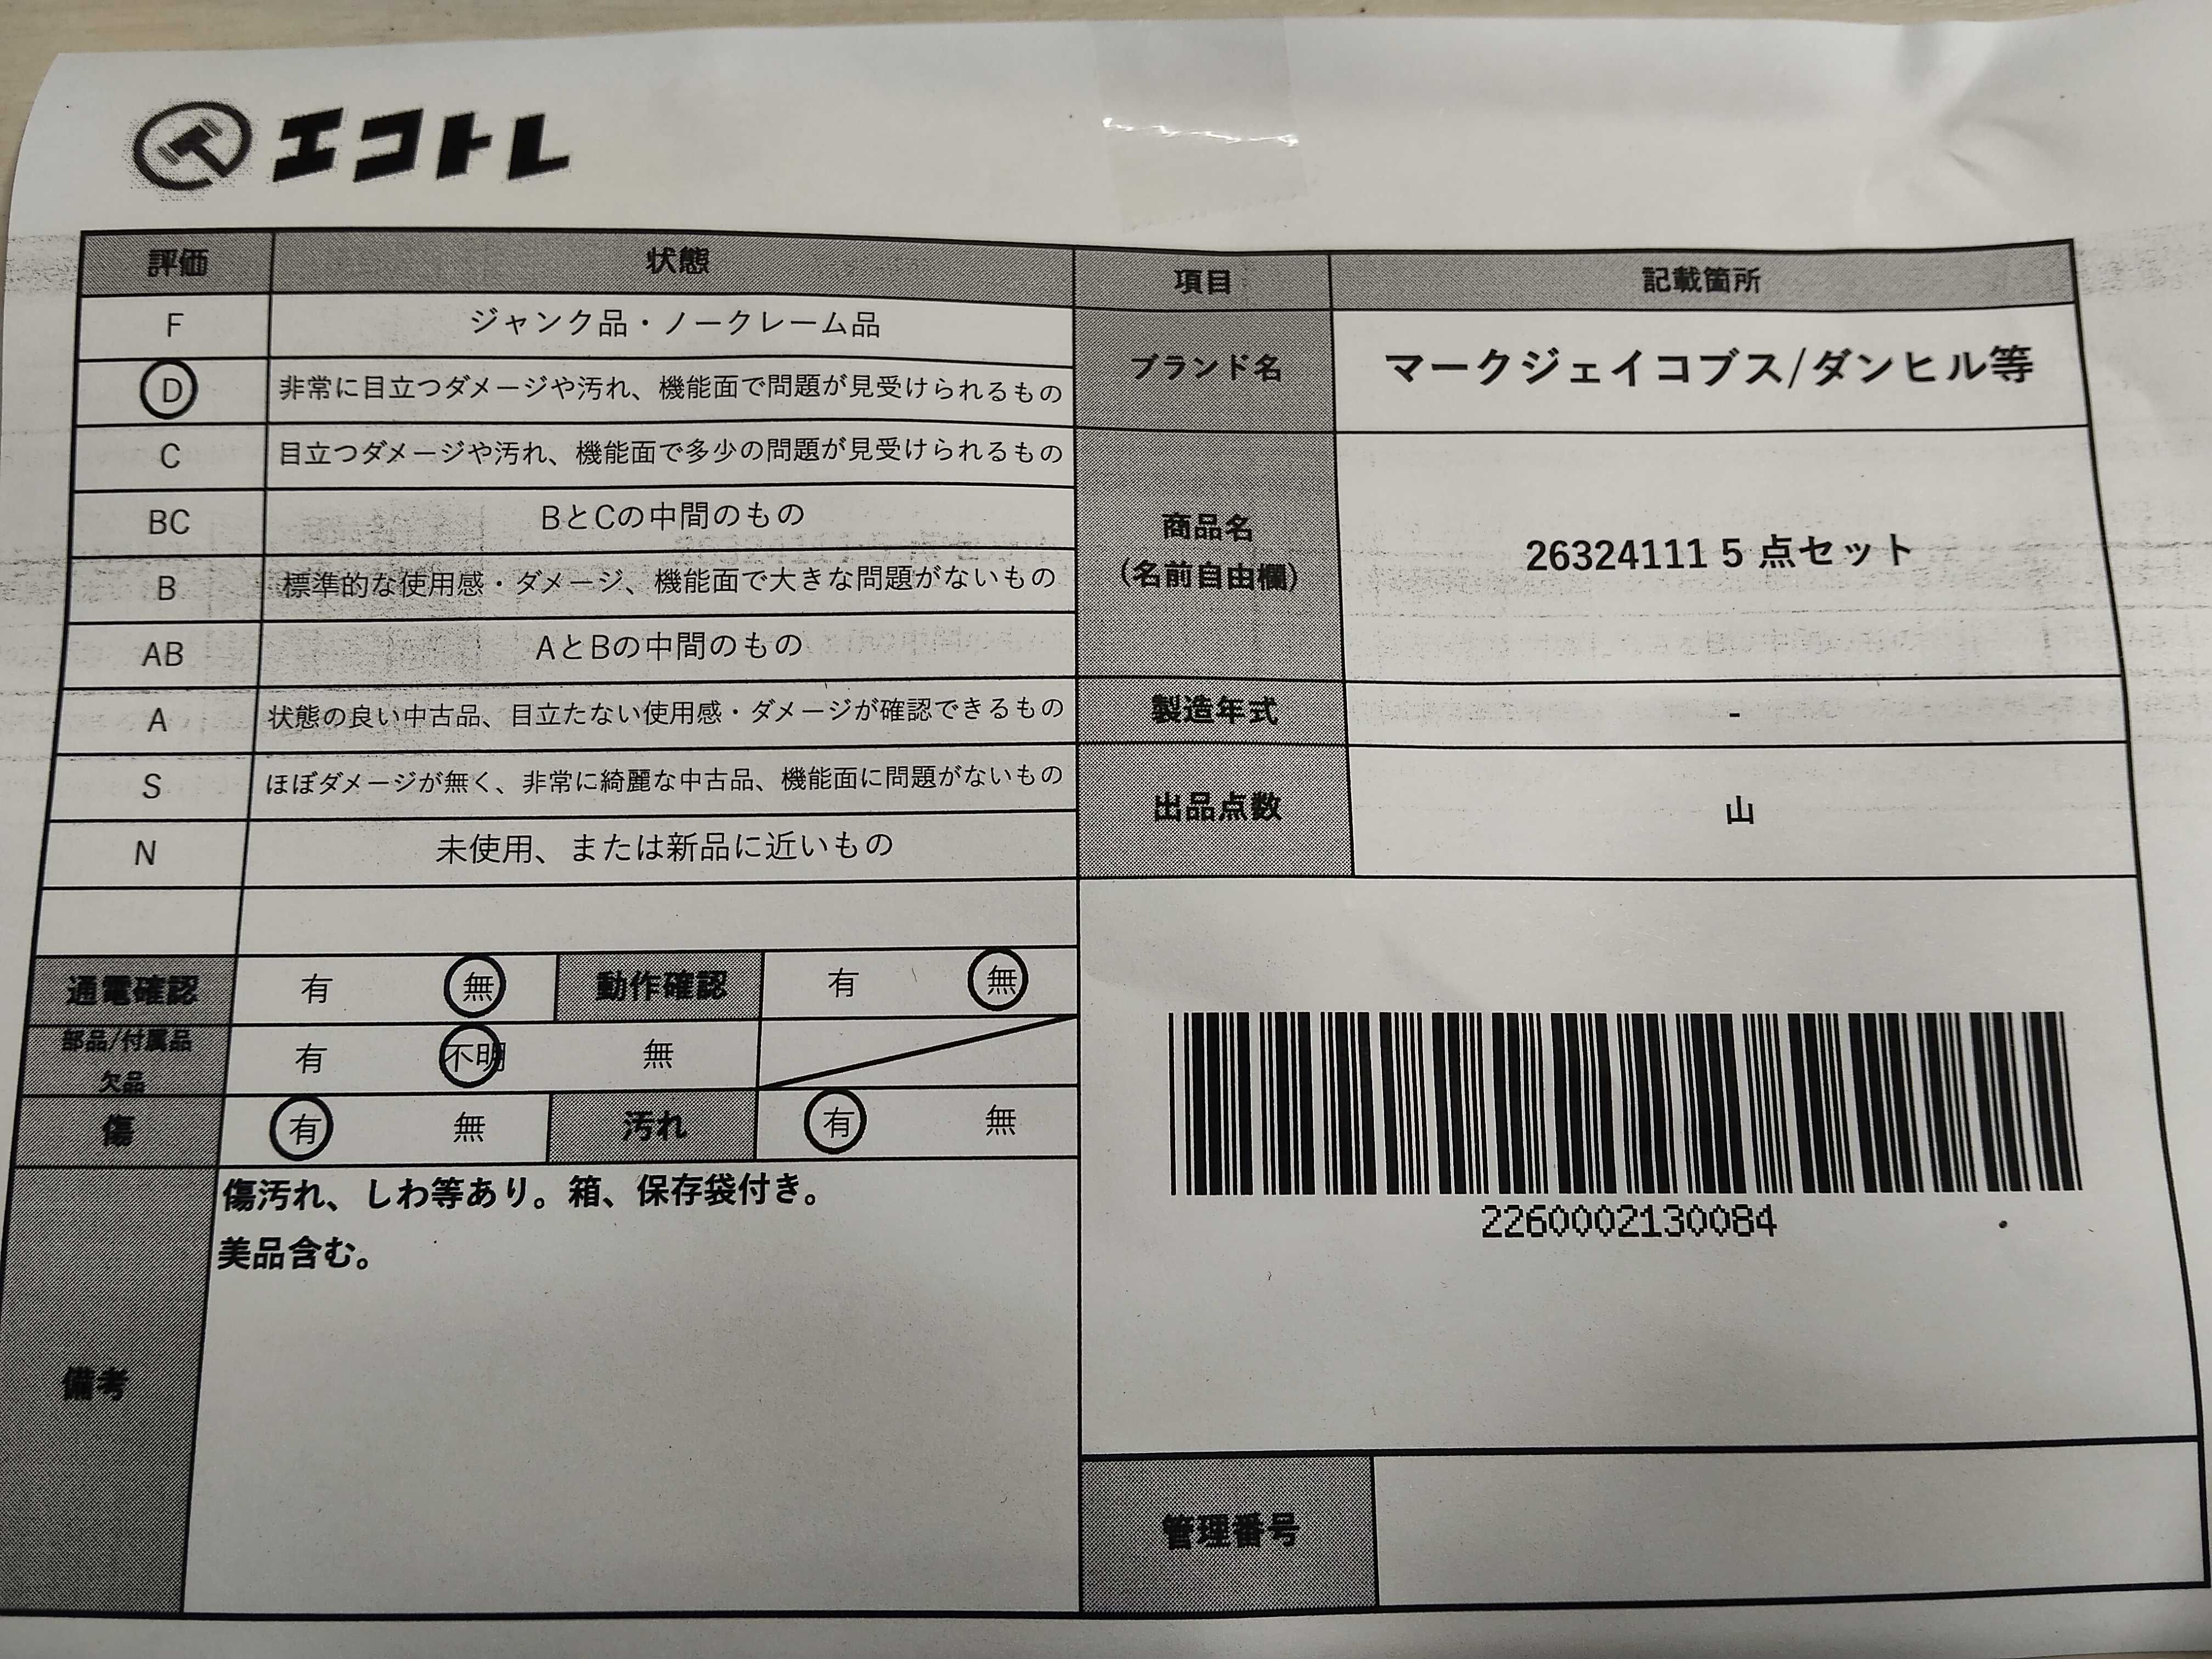 エコトレ
評価 状態
F ジャンク品・ノークレーム品
D 非常に目立つダメージや汚れ、機能面で問題が見受けられるもの
C 目立つダメージや汚れ、機能面で多少の問題が見受けられるもの
BC BとCの中間のもの
B 標準的な使用感・ダメージ、機能面で大きな問題がないもの
AB AとBの中間のもの
A 状態の良い中古品、目立たない使用感・ダメージが確認できるもの
S ほぼダメージが無く、非常に綺麗な中古品、機能面に問題がないもの
N 未使用、または新品に近いもの
通電確認 有 無 動作確認 有 無
部品/付属品
欠品
有 不明 無
傷 有 無 汚れ 有 無
備考
傷汚れ、しわ等あり。箱、保存袋付き。
美品含む。
項目 記載箇所
ブランド名 マークジェイコブス/ダンヒル等
商品名
(名前自由欄)
26324111 5 点セット
製造年式 -
出品点数 山
2260002130084
管理番号